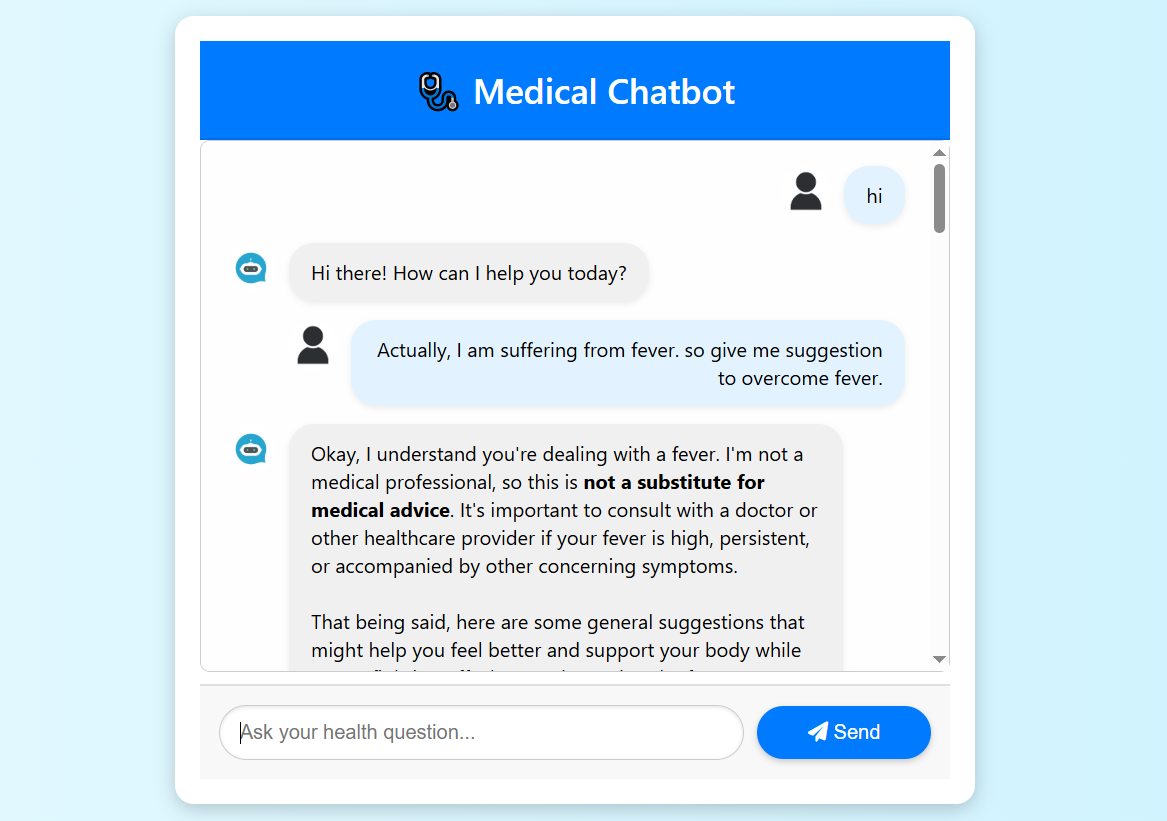 Medical Chatbot
hi
Hi there! How can I help you today?
Actually, I am suffering from fever. so give me suggestion
to overcome fever.
Okay, I understand you're dealing with a fever. I'm not a
medical professional, so this is not a substitute for
medical advice. It's important to consult with a doctor or
other healthcare provider if your fever is high, persistent,
or accompanied by other concerning symptoms.
That being said, here are some general suggestions that
might help you feel better and support your body while
Ask your health question...
Send